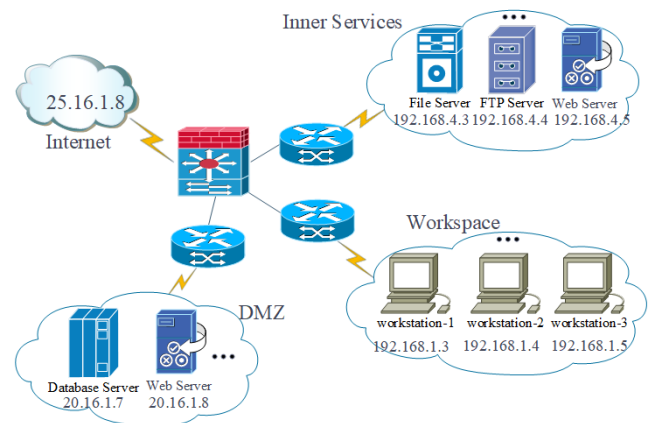 Inner Services
...
File Server FTP Server Web Server
192.168.4.3 192.168.4.4 192.168.4.5
25.16.1.8
Internet
Workspace
...
workstation-1 workstation-2 workstation-3
192.168.1.3 192.168.1.4 192.168.1.5
DMZ
...
Database Server Web Server
20.16.1.7 20.16.1.8